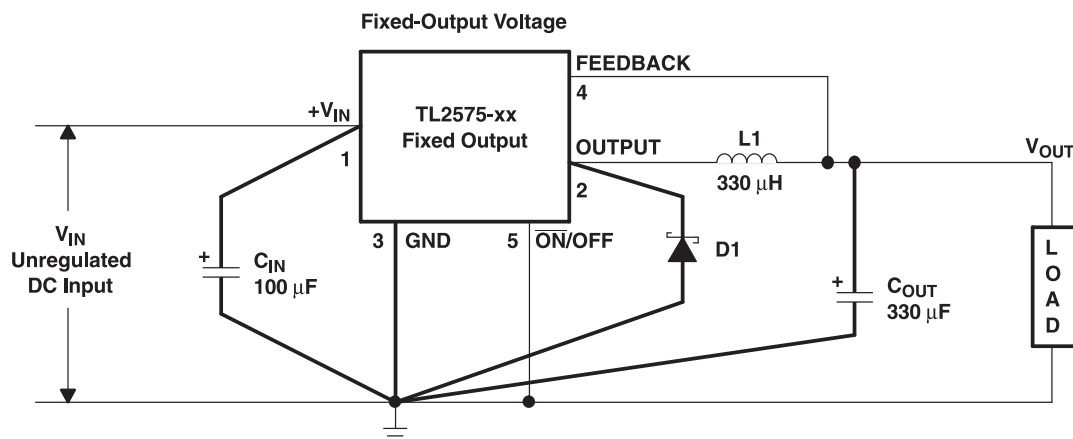 Fixed-Output Voltage
FEEDBACK
4
+VIN
TL2575-xx
Fixed Output
1
OUTPUT
2
L1
330 μH
VOUT
3 GND
5 ON/OFF
D1
VIN
Unregulated
DC Input
+
CIN
100 μF
+
COUT
330 μF
LOAD